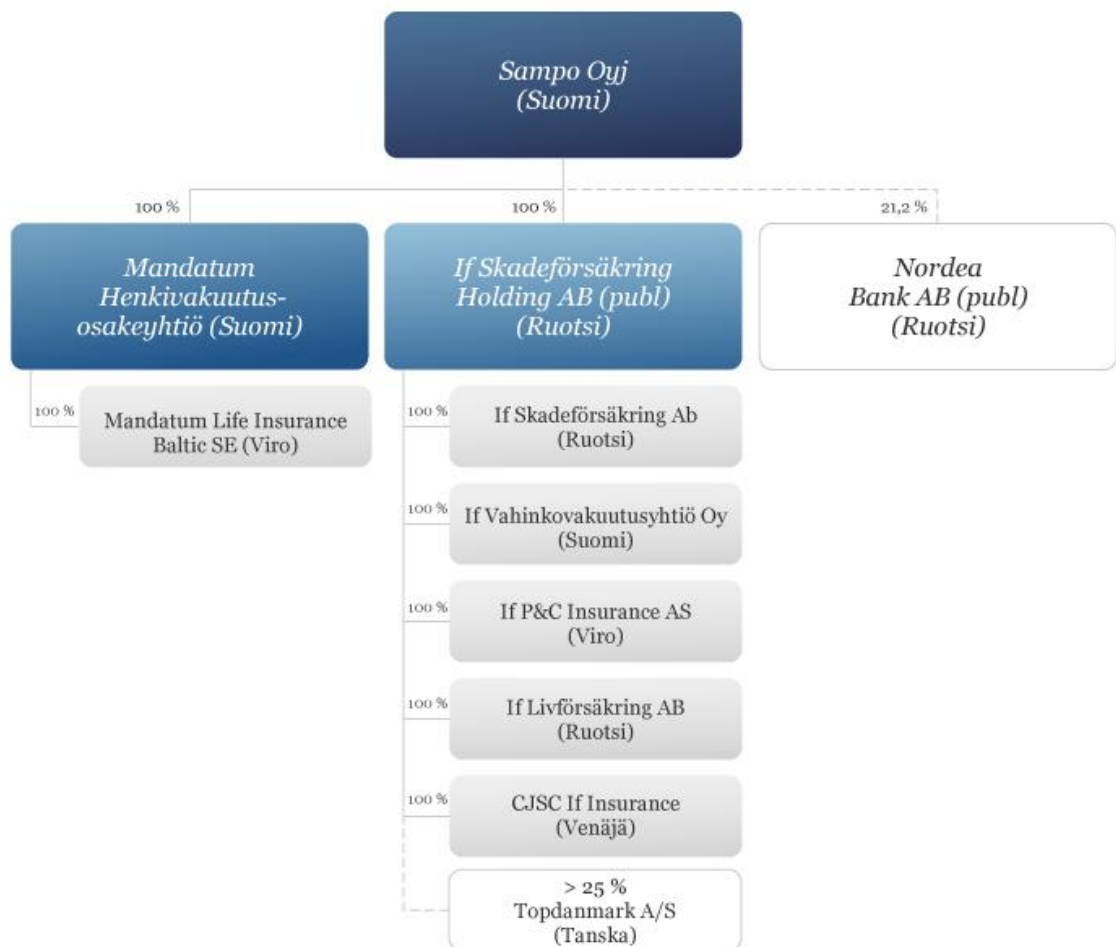 Sampo Oyj
(Suomi)
100 %
100 %
21,2 %
Mandatum
Henkivakuutus-
osakeyhtiö (Suomi)
If Skadeförsäkring
Holding AB (publ)
(Ruotsi)
Nordea
Bank AB (publ)
(Ruotsi)
100 %
Mandatum Life Insurance
Baltic SE (Viro)
100 %
If Skadeförsäkring Ab
(Ruotsi)
100 %
If Vahinkovakuutusyhtiö Oy
(Suomi)
100 %
If P&C Insurance AS
(Viro)
100 %
If Livförsäkring AB
(Ruotsi)
100 %
CJSC If Insurance
(Venäjä)
> 25 %
Topdanmark A/S
(Tanska)